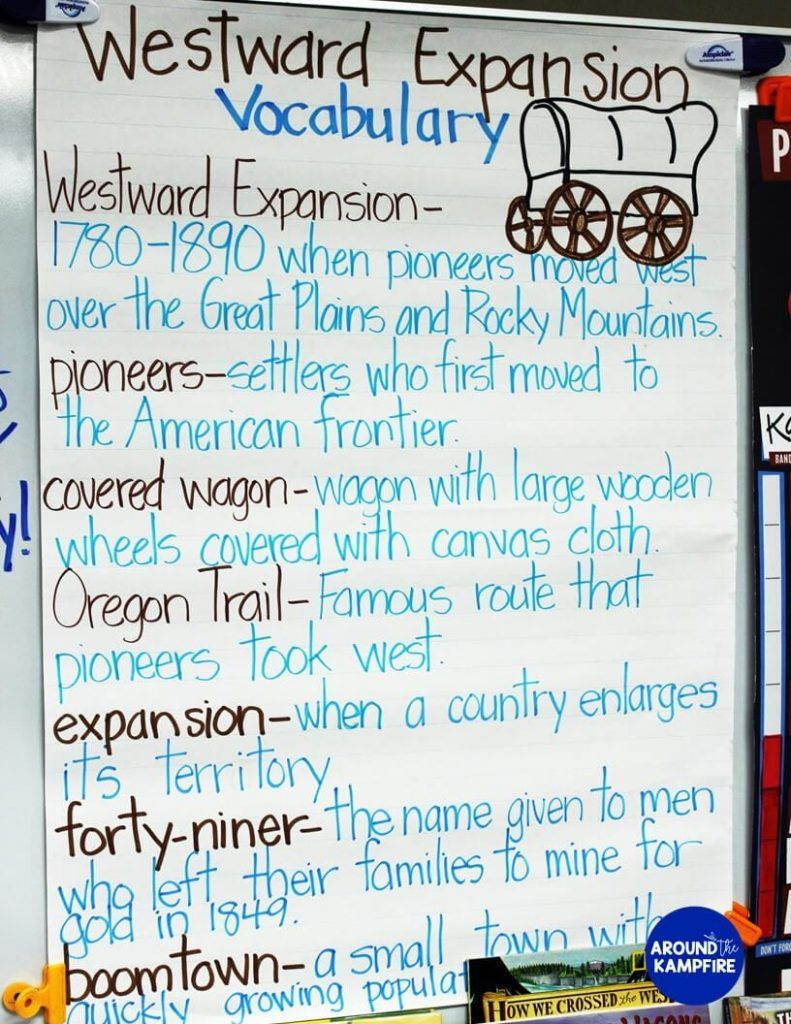 Westward Expansion
Vocabulary
Westward Expansion-
1780-1890 when pioneers moved west
over the Great Plains and Rocky Mountains.
pioneers-settlers who first moved to
the American frontier.
covered wagon-wagon with large wooden
wheels covered with canvas cloth.
Oregon Trail-Famous route that
pioneers took west.
expansion-when a country enlarges
its territory
forty-niner-the name given to men
who left their families to mine for
gold in 1849.
boomtown-a small town with
quickly growing populat
HOW WE CROSSED the WES
AROUND the
KAMPFIRE